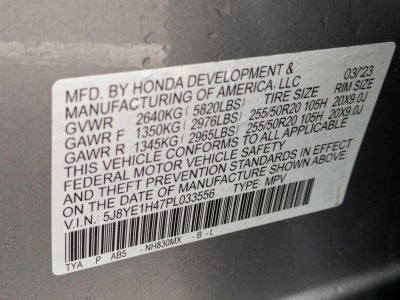 MFD. BY HONDA DEVELOPMENT & 03/'23
MANUFACTURING OF AMERICA, LLC
GVWR 2640KG (5820LBS) TIRE SIZE RIM SIZE
GAWR F 1350KG (2976LBS) 255/50R20 105H 20X9.0J
GAWR R 1345KG (2965LBS) 255/50R20 105H 20X9.0J
THIS VEHICLE CONFORMS TO ALL APPLICABLE
FEDERAL MOTOR VEHICLE SAFETY
AND THEFT PREVENTION STANDARDS IN EFFECT
ON THE DATE OF MANUFACTURE SHOWN ABOVE.
V.I.N.: 5J8YE1H47PL033556 TYPE: MPV
TYA P AB5 - NH830MX - B - L